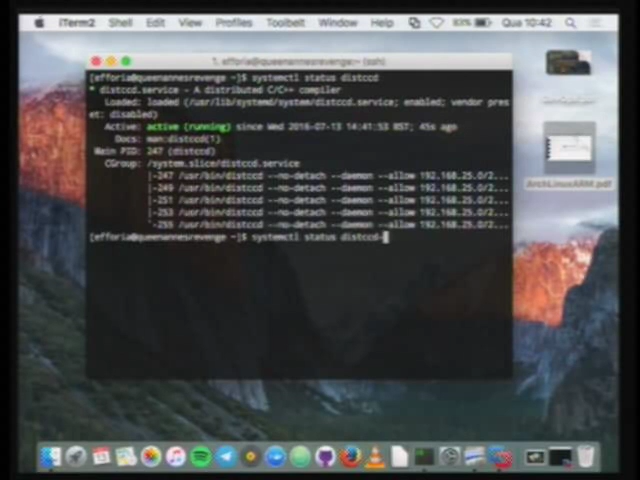 iTerm2 Shell Edit View Profiles Toolbelt Window Help 83% Qua 10:42
1. efforia@queenannesrevenge:~ (ssh)
[efforia@queenannesrevenge ~]$ systemctl status distccd
* distccd.service - A distributed C/C++ compiler
Loaded: loaded (/usr/lib/systemd/system/distccd.service; enabled; vendor pres
et: disabled)
Active: active (running) since Wed 2016-07-13 14:41:53 BST; 45s ago
Docs: man:distccd(1)
Main PID: 247 (distccd)
CGroup: /system.slice/distccd.service
|-247 /usr/bin/distccd --no-detach --daemon --allow 192.168.25.0/2...
|-249 /usr/bin/distccd --no-detach --daemon --allow 192.168.25.0/2...
|-251 /usr/bin/distccd --no-detach --daemon --allow 192.168.25.0/2...
|-253 /usr/bin/distccd --no-detach --daemon --allow 192.168.25.0/2...
`-255 /usr/bin/distccd --no-detach --daemon --allow 192.168.25.0/2...
[efforia@queenannesrevenge ~]$ systemctl status distccd
ArchLinuxARM.pdf